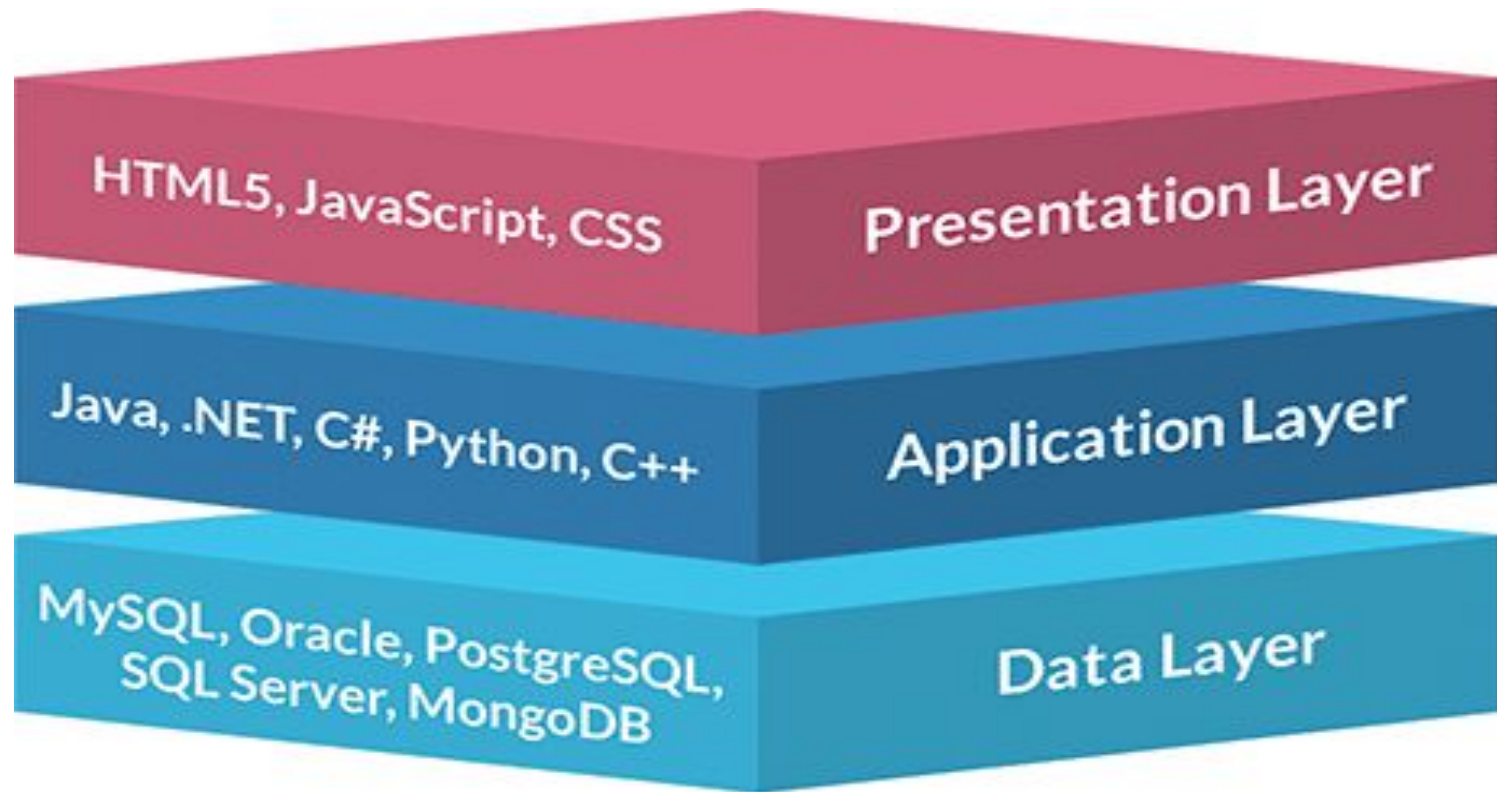 HTML5, JavaScript, CSS
Presentation Layer
Java, .NET, C#, Python, C++
Application Layer
MySQL, Oracle, PostgreSQL,
SQL Server, MongoDB
Data Layer